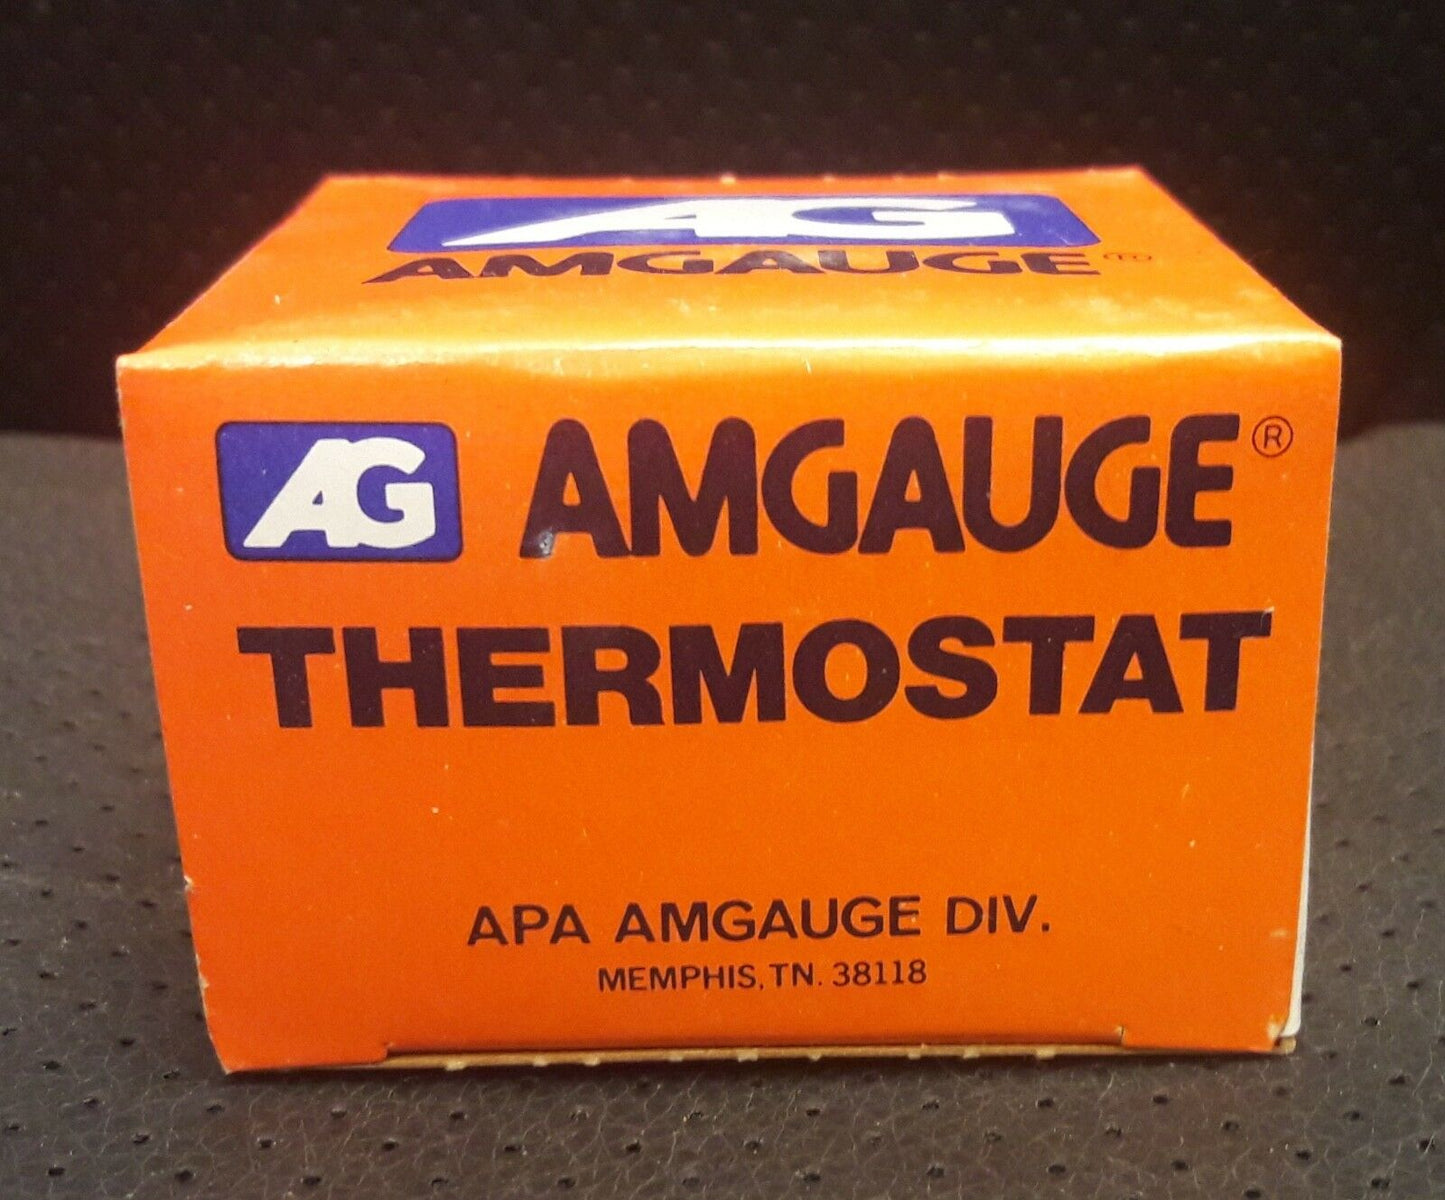 AG
AMGAUGE®
AG AMGAUGE®
THERMOSTAT
APA AMGAUGE DIV.
MEMPHIS, TN. 38118